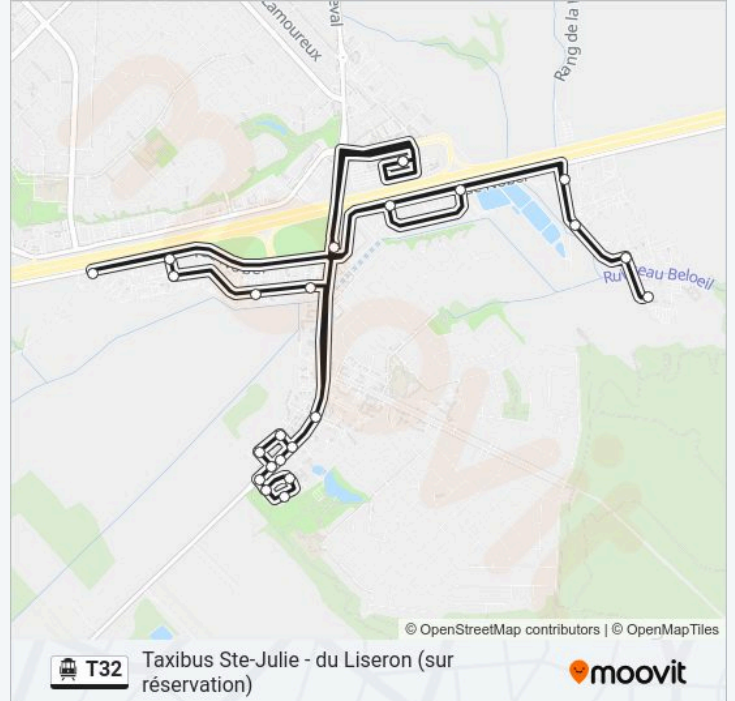 Lamoureux
Rang de la
Ruisseau Beloeil
© OpenStreetMap contributors | © OpenMapTiles
T32
Taxibus Ste-Julie - du Liseron (sur
réservation)
moovit